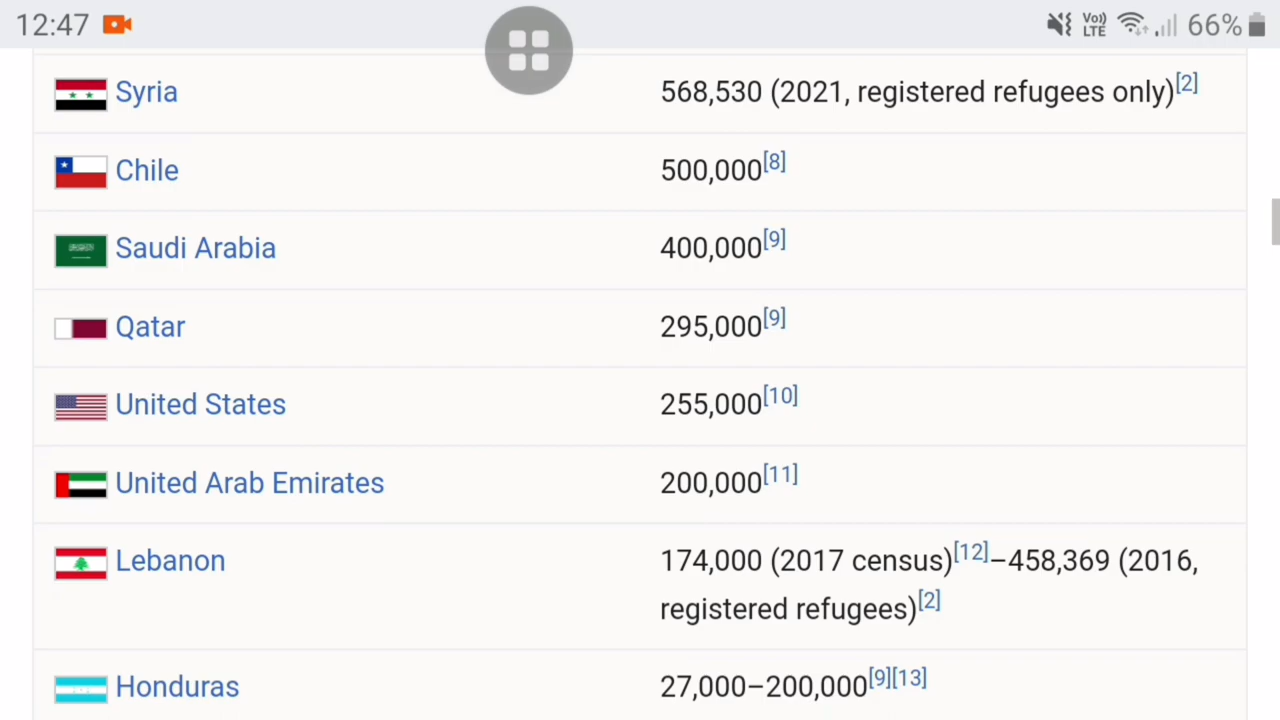 12:47 Vo)) LTE 66%
Syria 568,530 (2021, registered refugees only)[2]
Chile 500,000[8]
Saudi Arabia 400,000[9]
Qatar 295,000[9]
United States 255,000[10]
United Arab Emirates 200,000[11]
Lebanon 174,000 (2017 census)[12]–458,369 (2016,
registered refugees)[2]
Honduras 27,000–200,000[9][13]